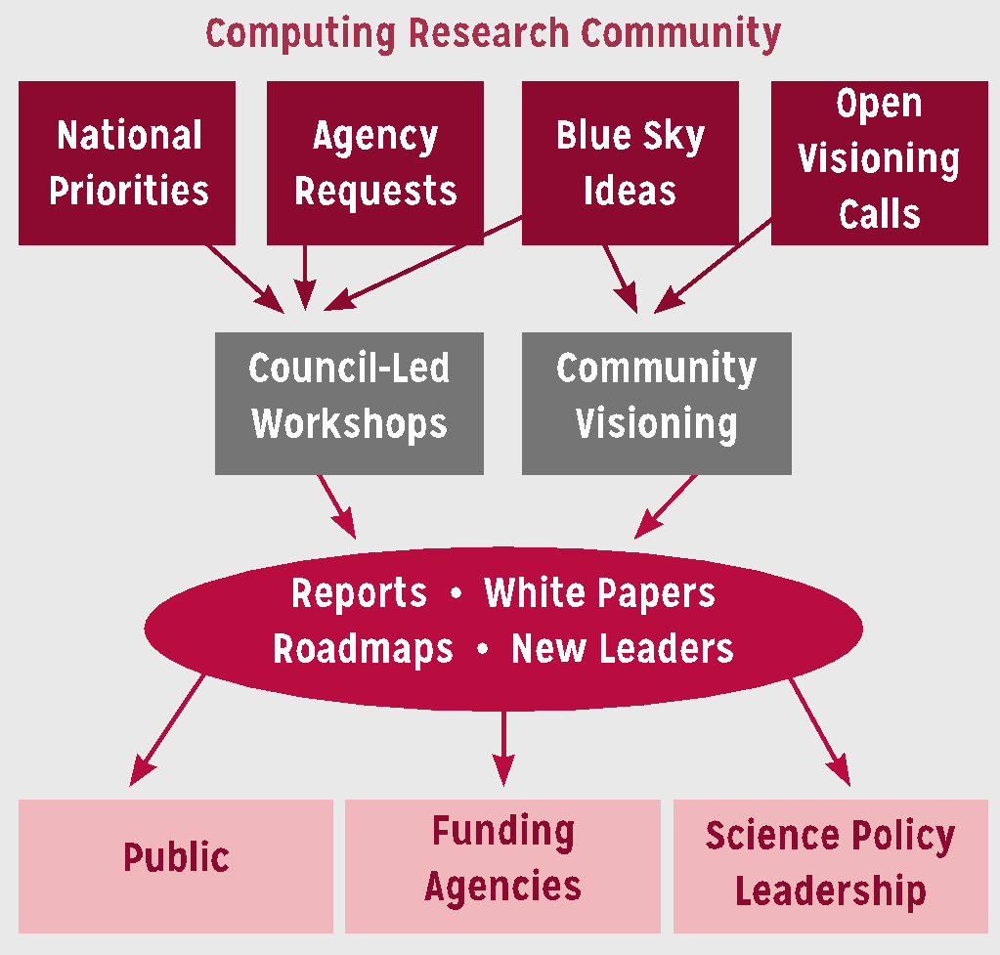 Computing Research Community
National
Priorities
Agency
Requests
Blue Sky
Ideas
Open
Visioning
Calls
Council-Led
Workshops
Community
Visioning
Reports • White Papers
Roadmaps • New Leaders
Public
Funding
Agencies
Science Policy
Leadership